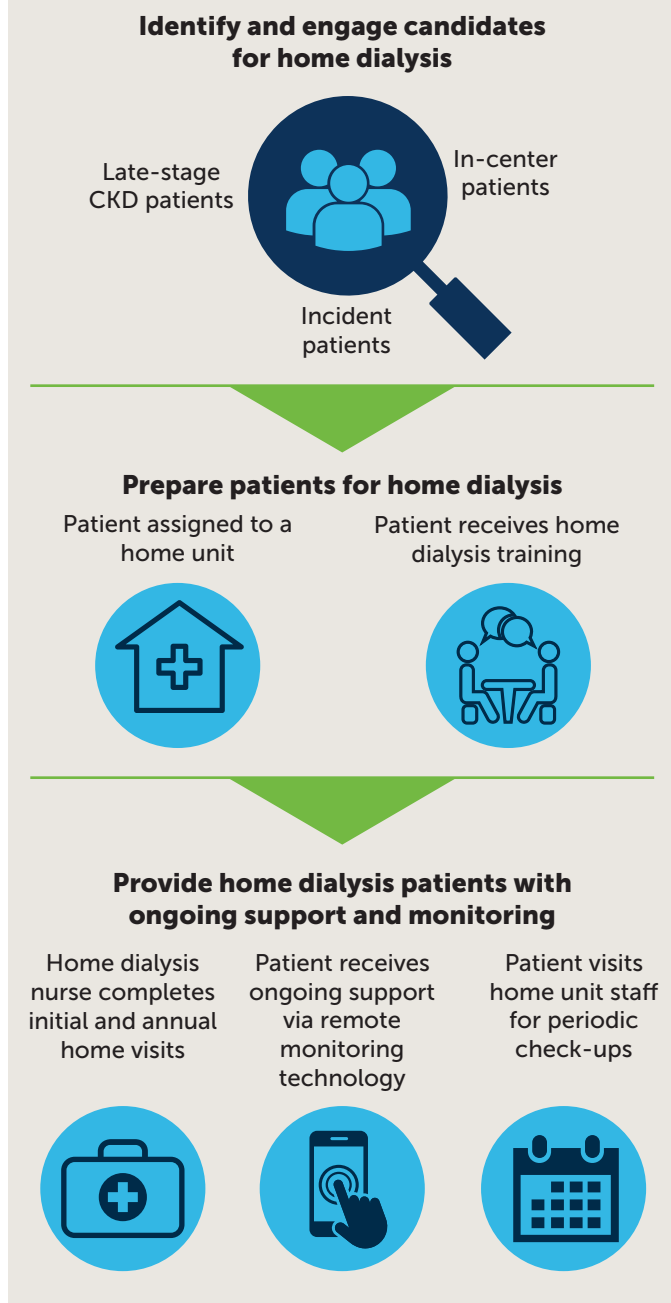 Identify and engage candidates
for home dialysis
Late-stage
CKD patients
In-center
patients
Incident
patients
Prepare patients for home dialysis
Patient assigned to a
home unit
Patient receives home
dialysis training
Provide home dialysis patients with
ongoing support and monitoring
Home dialysis
nurse completes
initial and annual
home visits
Patient receives
ongoing support
via remote
monitoring
technology
Patient visits
home unit staff
for periodic
check-ups